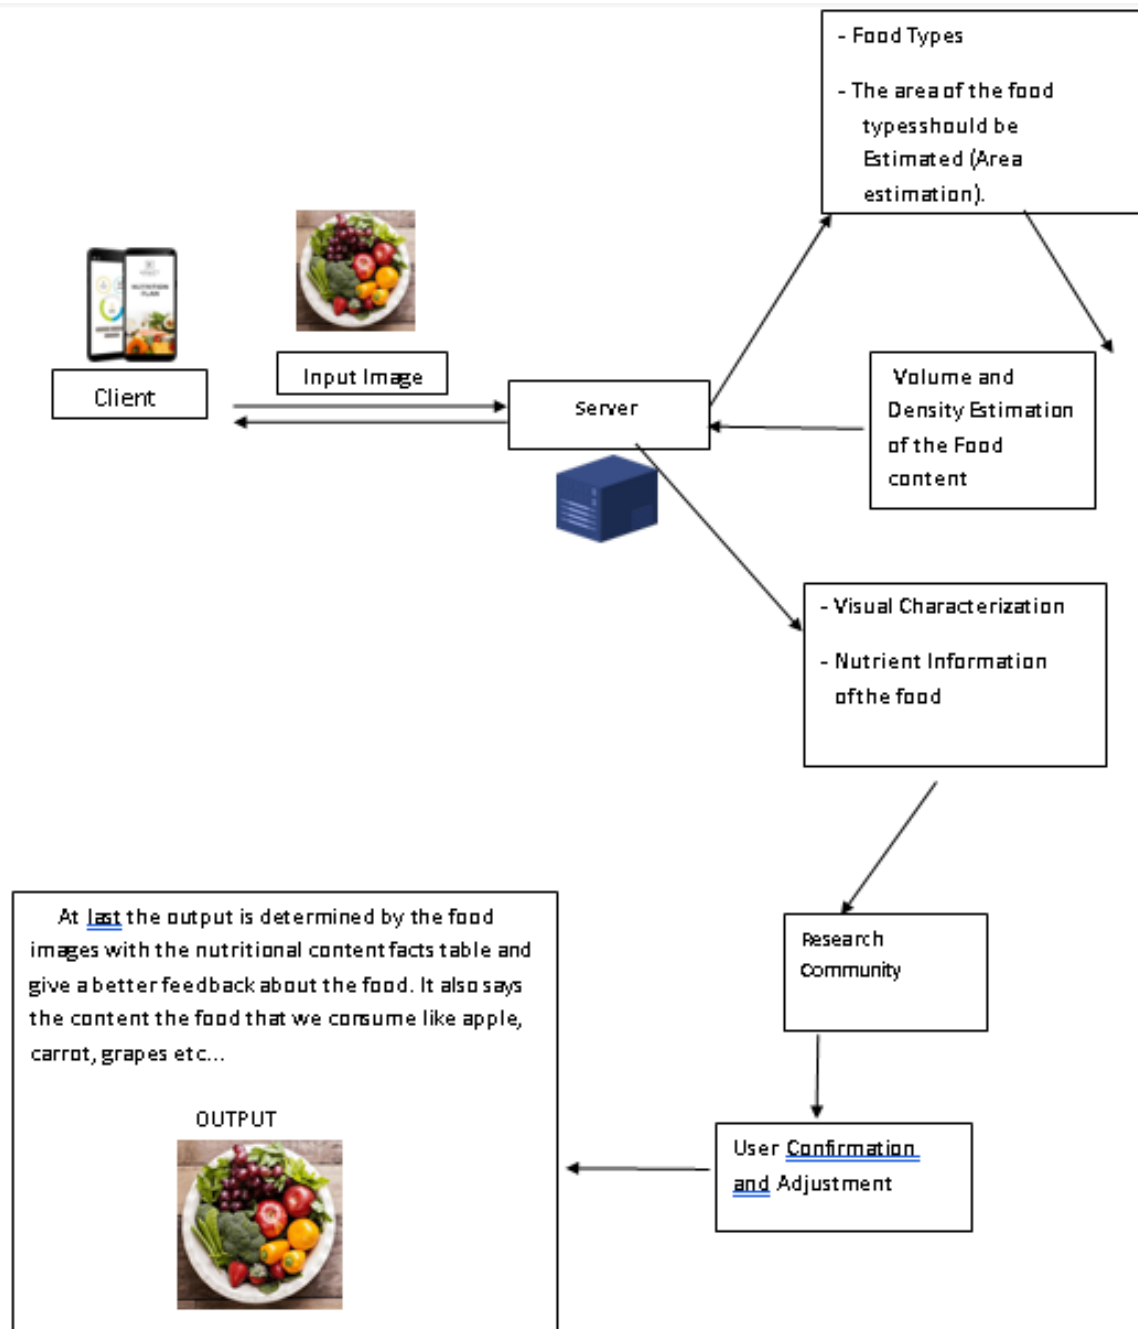 - Food Types
- The area of the food
typesshould be
Estimated (Area
estimation).
NUTRITION
PLAN
Input Image
Client
Server
Volume and
Density Estimation
of the Food
content
- Visual Characterization
- Nutrient Information
ofthe food
Research
Community
User Confirmation
and Adjustment
At last the output is determined by the food
images with the nutritional content facts table and
give a better feedback about the food. It also says
the content the food that we consume like apple,
carrot, grapes etc...
OUTPUT